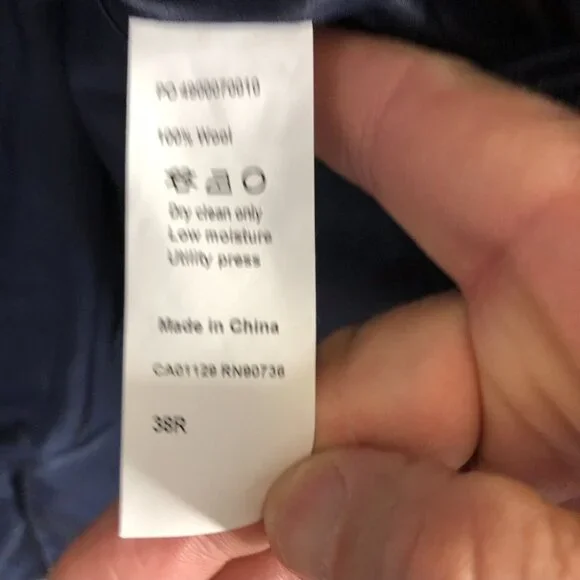 PO 4900070010
100% Wool
Dry clean only
Low moisture
Utility press
Made in China
CA01129 RN90736
38R